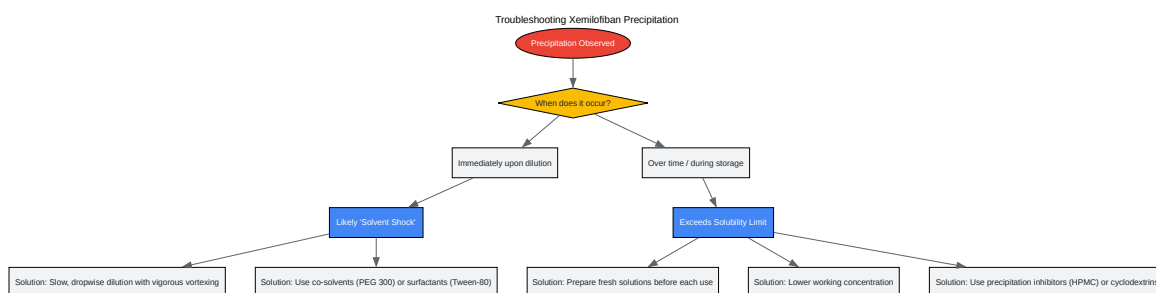 Troubleshooting Xemilofiban Precipitation
Precipitation Observed
When does it occur?
Immediately upon dilution
Over time / during storage
Likely 'Solvent Shock'
Exceeds Solubility Limit
Solution: Slow, dropwise dilution with vigorous vortexing
Solution: Use co-solvents (PEG 300) or surfactants (Tween-80)
Solution: Prepare fresh solutions before each use
Solution: Lower working concentration
Solution: Use precipitation inhibitors (HPMC) or cyclodextrins